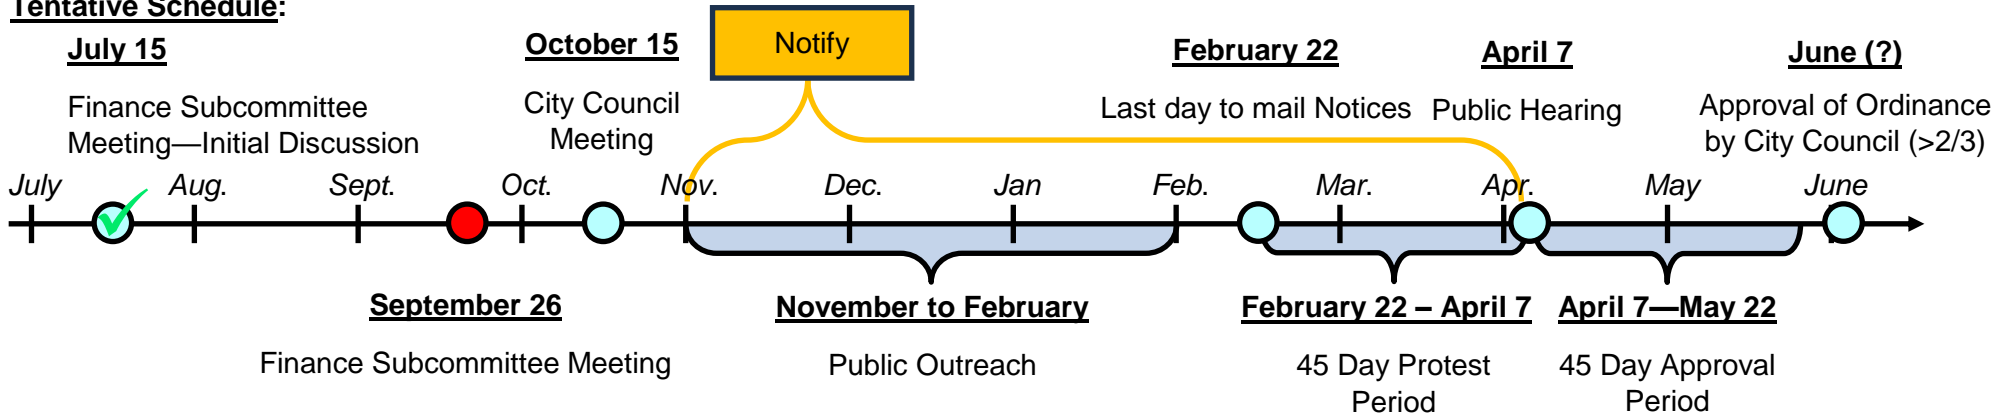 Tentative Schedule:
July 15
Finance Subcommittee
Meeting—Initial Discussion
October 15
City Council
Meeting
Notify
February 22
Last day to mail Notices
April 7
Public Hearing
June (?)
Approval of Ordinance
by City Council (>2/3)
July
Aug.
Sept.
Oct.
Nov.
Dec.
Jan
Feb.
Mar.
Apr.
May
June
September 26
Finance Subcommittee Meeting
November to February
Public Outreach
February 22 – April 7
45 Day Protest
Period
April 7—May 22
45 Day Approval
Period